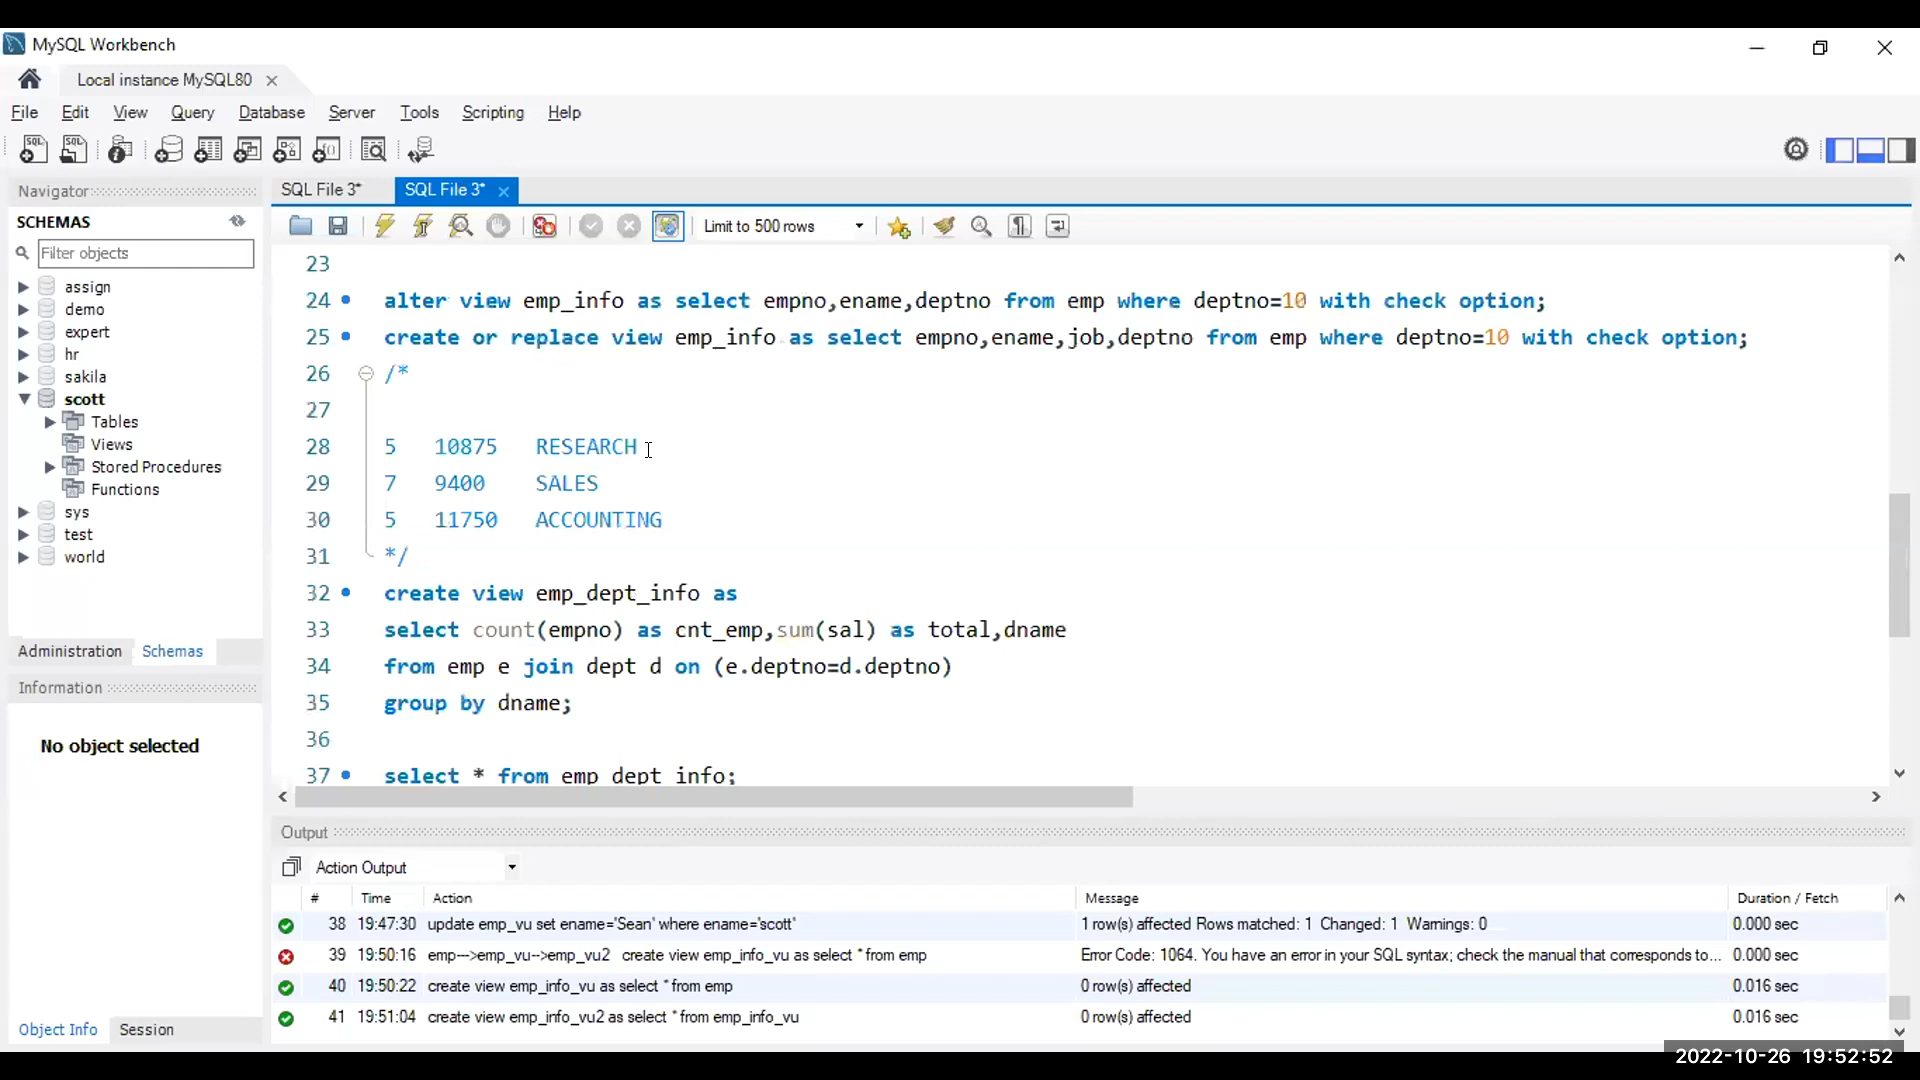 MySQL Workbench
Local instance MySQL80
File Edit View Query Database Server Tools Scripting Help
Navigator
SCHEMAS
Filter objects
assign
demo
expert
hr
sakila
scott
Tables
Views
Stored Procedures
Functions
sys
test
world
Administration Schemas
Information
No object selected
Object Info Session
SQL File 3* SQL File 3*
Limit to 500 rows
23
24 alter view emp_info as select empno,ename,deptno from emp where deptno=10 with check option;
25 create or replace view emp_info as select empno,ename,job,deptno from emp where deptno=10 with check option;
26 /*
27
28 5 10875 RESEARCH
29 7 9400 SALES
30 5 11750 ACCOUNTING
31 */
32 create view emp_dept_info as
33 select count(empno) as cnt_emp,sum(sal) as total,dname
34 from emp e join dept d on (e.deptno=d.deptno)
35 group by dname;
36
37 select * from emp_dept_info;
Output
Action Output
# Time Action Message Duration / Fetch
38 19:47:30 update emp_vu set ename='Sean' where ename='scott' 1 row(s) affected Rows matched: 1 Changed: 1 Warnings: 0 0.000 sec
39 19:50:16 emp--->emp_vu-->emp_vu2 create view emp_info_vu as select * from emp Error Code: 1064. You have an error in your SQL syntax; check the manual that corresponds to... 0.000 sec
40 19:50:22 create view emp_info_vu as select * from emp 0 row(s) affected 0.016 sec
41 19:51:04 create view emp_info_vu2 as select * from emp_info_vu 0 row(s) affected 0.016 sec
2022-10-26 19:52:52